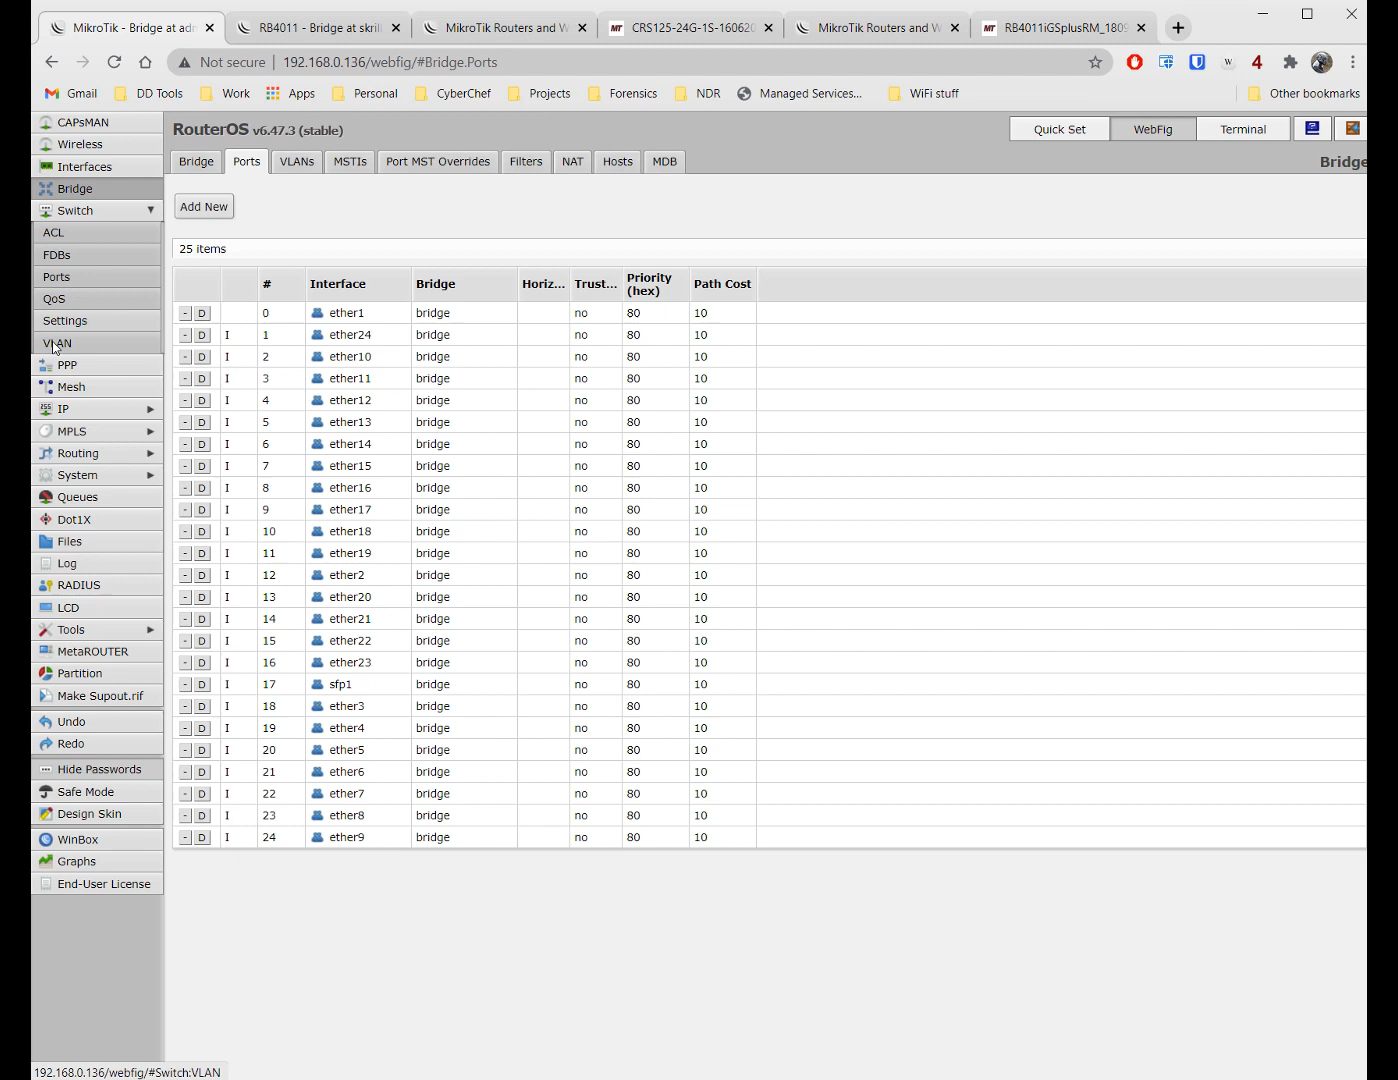 MikroTik - Bridge at adm
RB4011 - Bridge at skril
MikroTik Routers and W
CRS125-24G-1S-160620
MikroTik Routers and W
RB4011iGSplusRM_1809
Not secure | 192.168.0.136/webfig/#Bridge.Ports
Gmail DD Tools Work Apps Personal CyberChef Projects Forensics NDR Managed Services... WiFi stuff Other bookmarks
CAPsMAN
Wireless
Interfaces
Bridge
Switch
ACL
FDBs
Ports
QoS
Settings
VLAN
PPP
Mesh
IP
MPLS
Routing
System
Queues
Dot1X
Files
Log
RADIUS
LCD
Tools
MetaROUTER
Partition
Make Supout.rif
Undo
Redo
Hide Passwords
Safe Mode
Design Skin
WinBox
Graphs
End-User License
RouterOS v6.47.3 (stable)
Quick Set WebFig Terminal
Bridge Ports VLANs MSTIs Port MST Overrides Filters NAT Hosts MDB
Bridge
Add New
25 items
# Interface Bridge Horiz... Trust... Priority (hex) Path Cost
- D 0 ether1 bridge no 80 10
- D I 1 ether24 bridge no 80 10
- D I 2 ether10 bridge no 80 10
- D I 3 ether11 bridge no 80 10
- D I 4 ether12 bridge no 80 10
- D I 5 ether13 bridge no 80 10
- D I 6 ether14 bridge no 80 10
- D I 7 ether15 bridge no 80 10
- D I 8 ether16 bridge no 80 10
- D I 9 ether17 bridge no 80 10
- D I 10 ether18 bridge no 80 10
- D I 11 ether19 bridge no 80 10
- D I 12 ether2 bridge no 80 10
- D I 13 ether20 bridge no 80 10
- D I 14 ether21 bridge no 80 10
- D I 15 ether22 bridge no 80 10
- D I 16 ether23 bridge no 80 10
- D I 17 sfp1 bridge no 80 10
- D I 18 ether3 bridge no 80 10
- D I 19 ether4 bridge no 80 10
- D I 20 ether5 bridge no 80 10
- D I 21 ether6 bridge no 80 10
- D I 22 ether7 bridge no 80 10
- D I 23 ether8 bridge no 80 10
- D I 24 ether9 bridge no 80 10
192.168.0.136/webfig/#Switch:VLAN